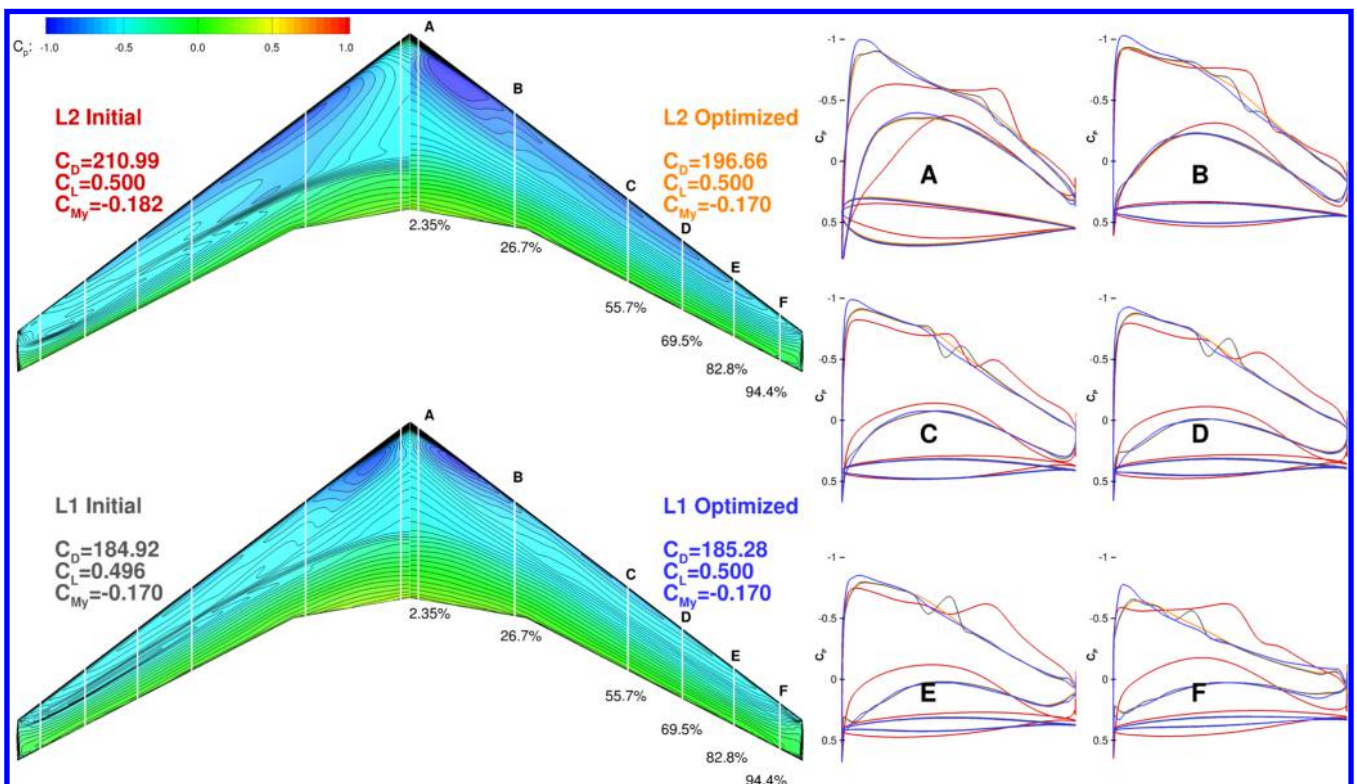 Cp: -1.0 -0.5 0.0 0.5 1.0
L2 Initial
CD=210.99
CL=0.500
CMy=-0.182
L2 Optimized
CD=196.66
CL=0.500
CMy=-0.170
A
B
C
D
E
F
2.35%
26.7%
55.7%
69.5%
82.8%
94.4%
L1 Initial
CD=184.92
CL=0.496
CMy=-0.170
L1 Optimized
CD=185.28
CL=0.500
CMy=-0.170
A
B
C
D
E
F
2.35%
26.7%
55.7%
69.5%
82.8%
94.4%
-1
-0.5
0
0.5
Cp
A
-1
-0.5
0
0.5
Cp
B
-1
-0.5
0
0.5
Cp
C
-1
-0.5
0
0.5
Cp
D
-1
-0.5
0
0.5
Cp
E
-1
-0.5
0
0.5
Cp
F